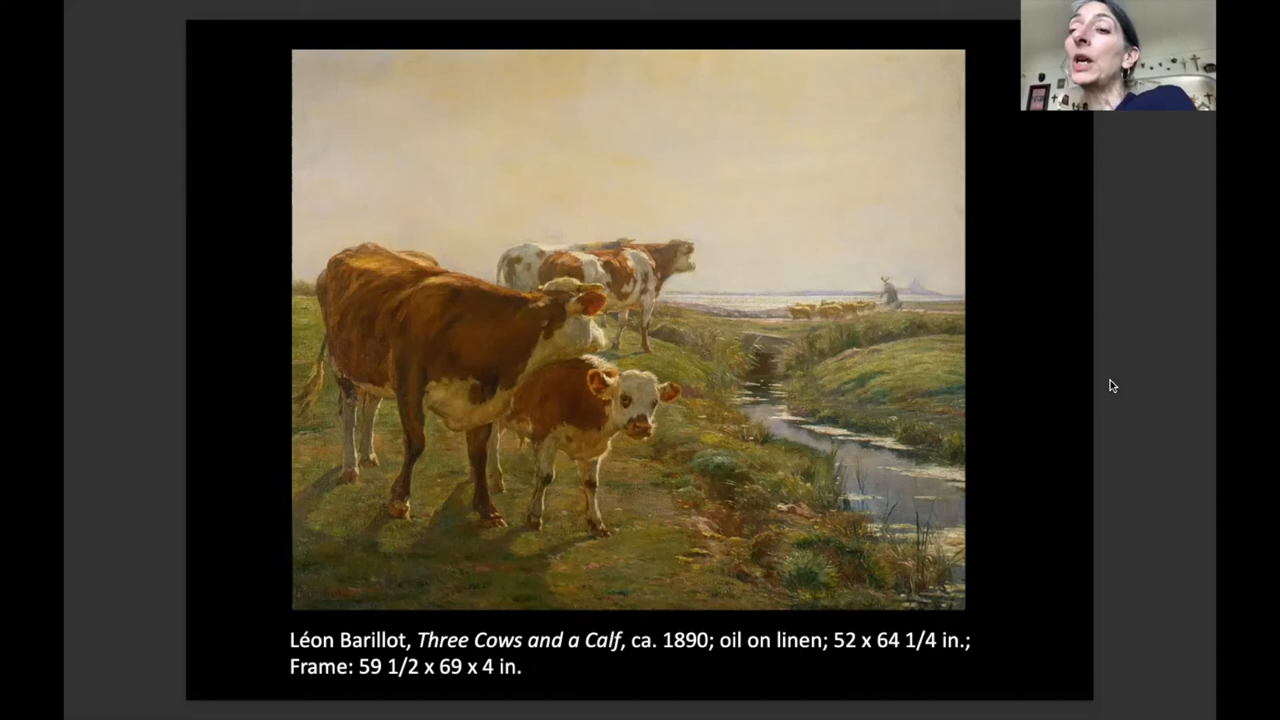 Léon Barillot, Three Cows and a Calf, ca. 1890; oil on linen; 52 x 64 1/4 in.;
Frame: 59 1/2 x 69 x 4 in.